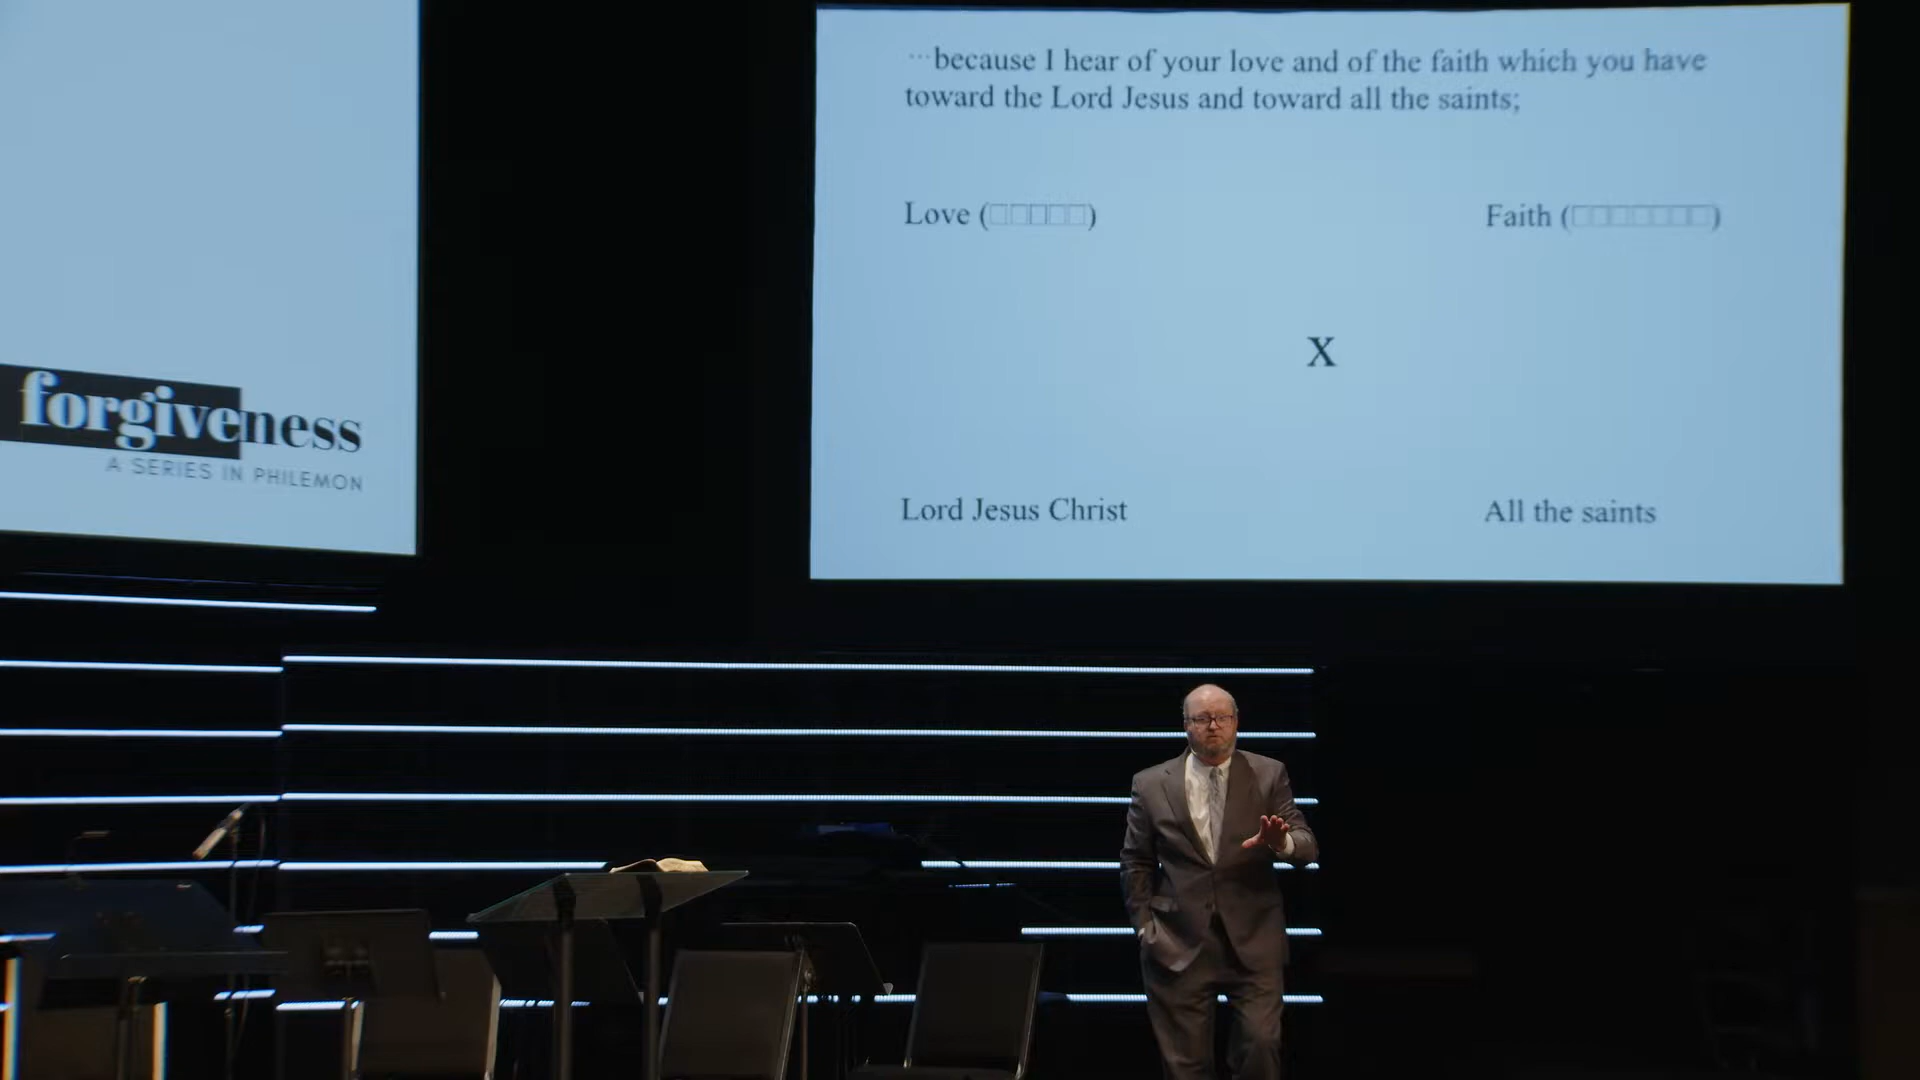 forgiveness
A SERIES IN PHILEMON
…because I hear of your love and of the faith which you have
toward the Lord Jesus and toward all the saints;
Love (□□□□□)
Faith (□□□□□□□)
X
Lord Jesus Christ
All the saints